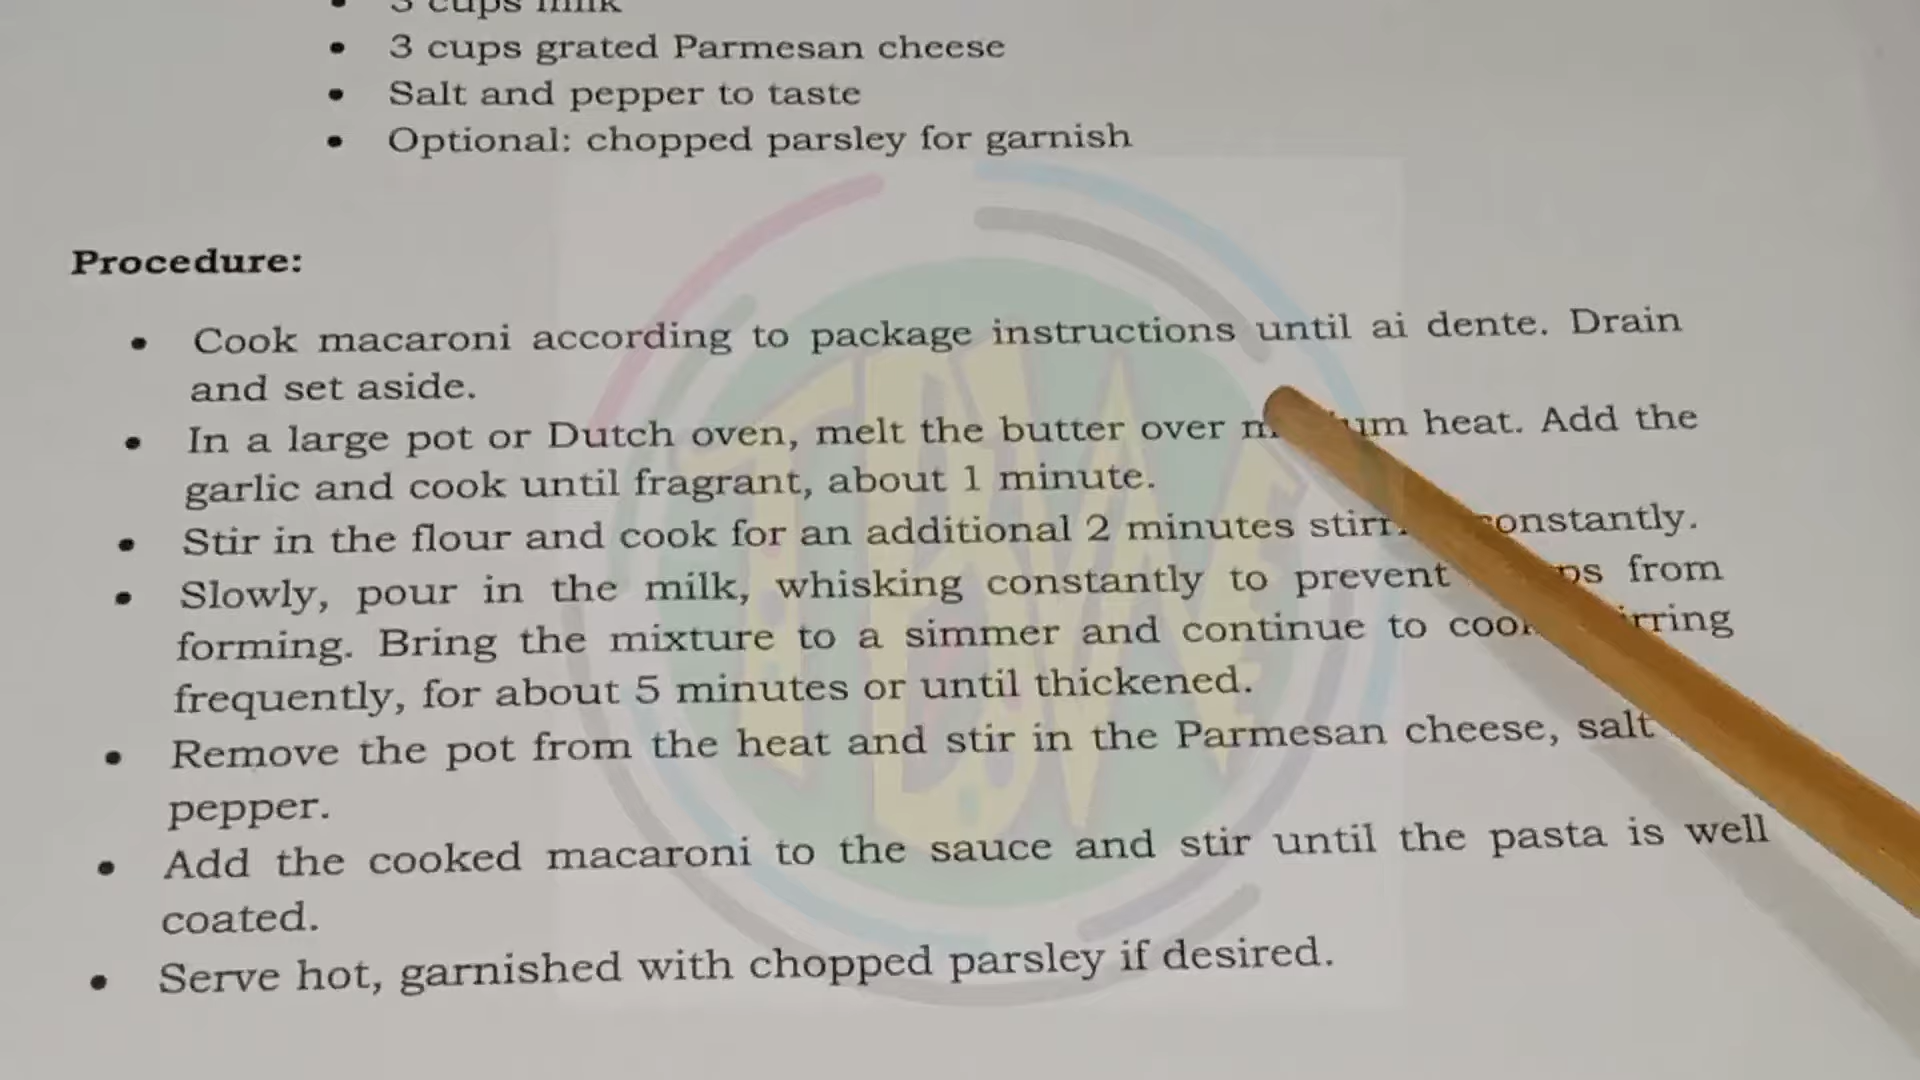 3 cups milk
• 3 cups grated Parmesan cheese
• Salt and pepper to taste
• Optional: chopped parsley for garnish
Procedure:
• Cook macaroni according to package instructions until ai dente. Drain
and set aside.
• In a large pot or Dutch oven, melt the butter over heat. Add the
garlic and cook until fragrant, about 1 minute.
• Stir in the flour and cook for an additional 2 minutes constantly.
• Slowly, pour in the milk, whisking constantly to prevent from
forming. Bring the mixture to a simmer and continue to
frequently, for about 5 minutes or until thickened.
• Remove the pot from the heat and stir in the Parmesan cheese, salt
pepper.
• Add the cooked macaroni to the sauce and stir until the pasta is well
coated.
• Serve hot, garnished with chopped parsley if desired.